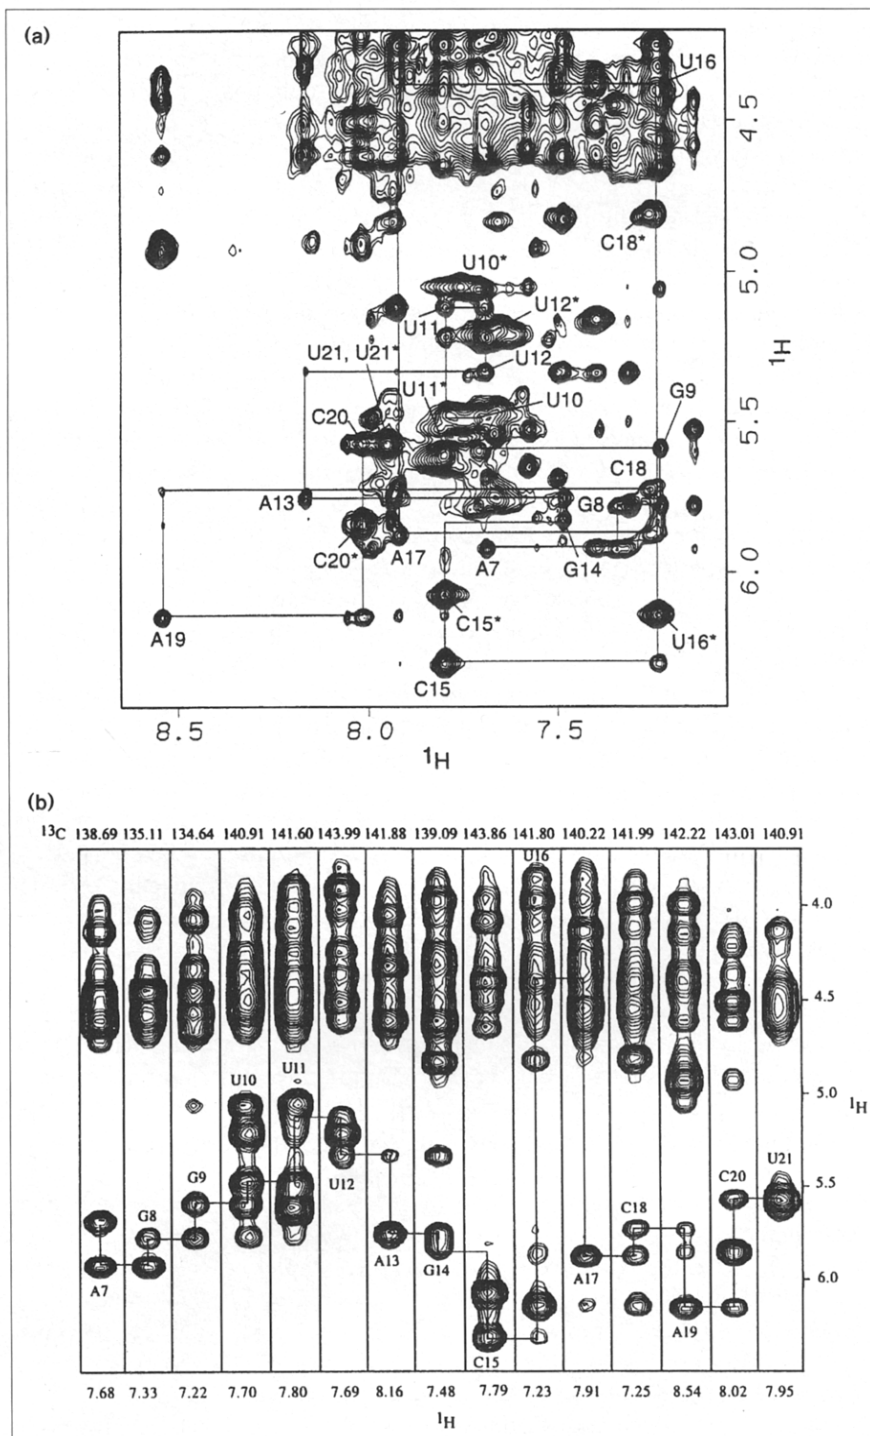 (a)
U16
4.5
C18*
5.0
U10*
U12*
U11
¹H
U12
U21, U21*
U11*
U10
G9
5.5
C20
C18
A13
G8
C20*
A17
A7
G14
6.0
A19
C15*
U16*
C15
8.5 8.0 7.5
¹H
(b)
¹³C 138.69 135.11 134.64 140.91 141.60 143.99 141.88 139.09 143.86 141.80 140.22 141.99 142.22 143.01 140.91
U16
4.0
4.5
U11
U10
5.0
¹H
U21
G9
C20
5.5
U12
G8
C18
A13
G14
A17
A7
6.0
A19
C15
7.68 7.33 7.22 7.70 7.80 7.69 8.16 7.48 7.79 7.23 7.91 7.25 8.54 8.02 7.95
¹H